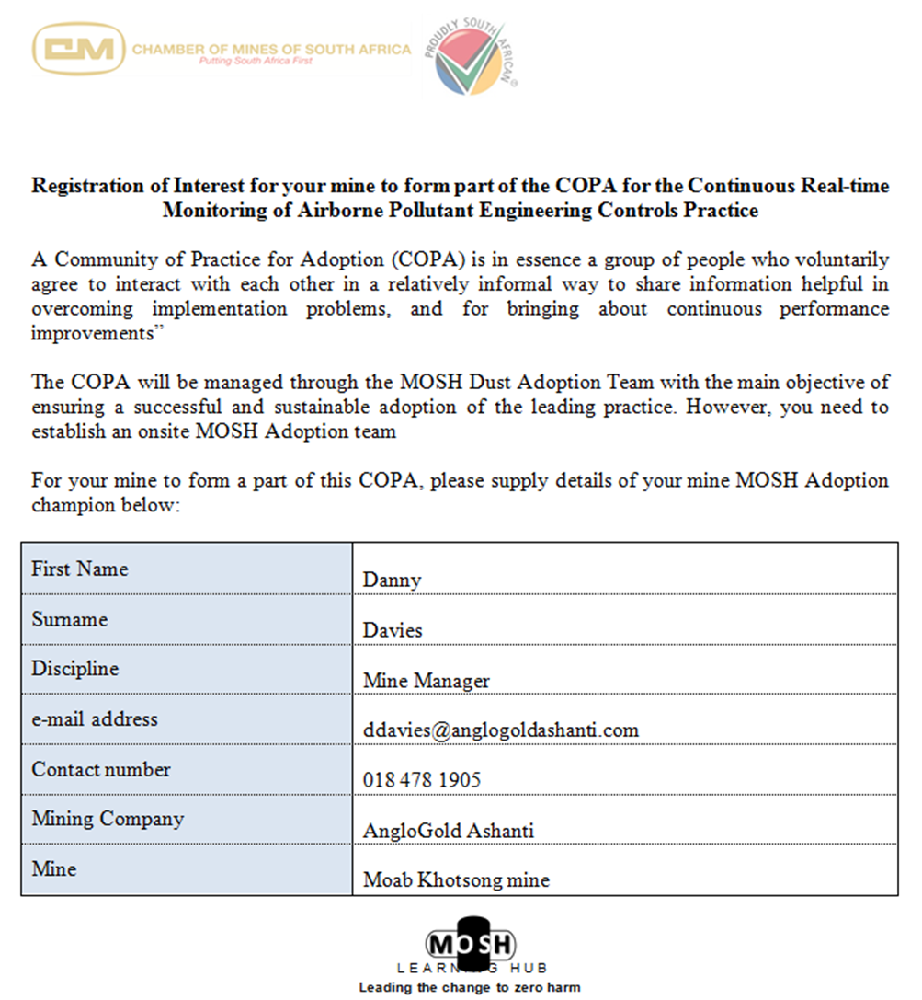 CM CHAMBER OF MINES OF SOUTH AFRICA
Putting South Africa First
PROUDLY SOUTH AFRICAN
Registration of Interest for your mine to form part of the COPA for the Continuous Real-time
Monitoring of Airborne Pollutant Engineering Controls Practice
A Community of Practice for Adoption (COPA) is in essence a group of people who voluntarily
agree to interact with each other in a relatively informal way to share information helpful in
overcoming implementation problems, and for bringing about continuous performance
improvements”
The COPA will be managed through the MOSH Dust Adoption Team with the main objective of
ensuring a successful and sustainable adoption of the leading practice. However, you need to
establish an onsite MOSH Adoption team
For your mine to form a part of this COPA, please supply details of your mine MOSH Adoption
champion below:
First Name Danny
Surname Davies
Discipline Mine Manager
e-mail address ddavies@anglogoldashanti.com
Contact number 018 478 1905
Mining Company AngloGold Ashanti
Mine Moab Khotsong mine
MOSH
LEARNING HUB
Leading the change to zero harm